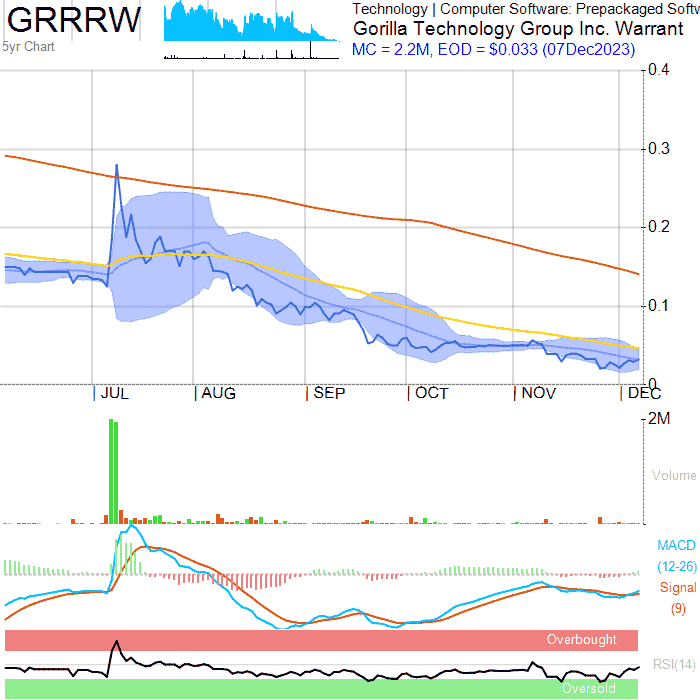 GRRRW
Technology | Computer Software: Prepackaged Softw
Gorilla Technology Group Inc. Warrant
5yr Chart
MC = 2.2M, EOD = $0.033 (07Dec2023)
0.4
0.3
0.2
0.1
0
JUL AUG SEP OCT NOV DEC
2M
Volume
MACD
(12-26)
Signal
(9)
Overbought
RSI(14)
Oversold